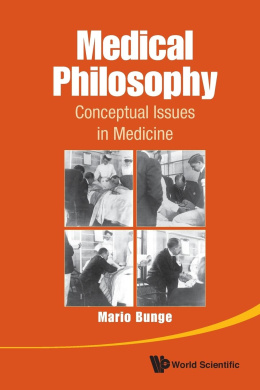 Medical
Philosophy
Conceptual Issues
in Medicine
Mario Bunge
World Scientific